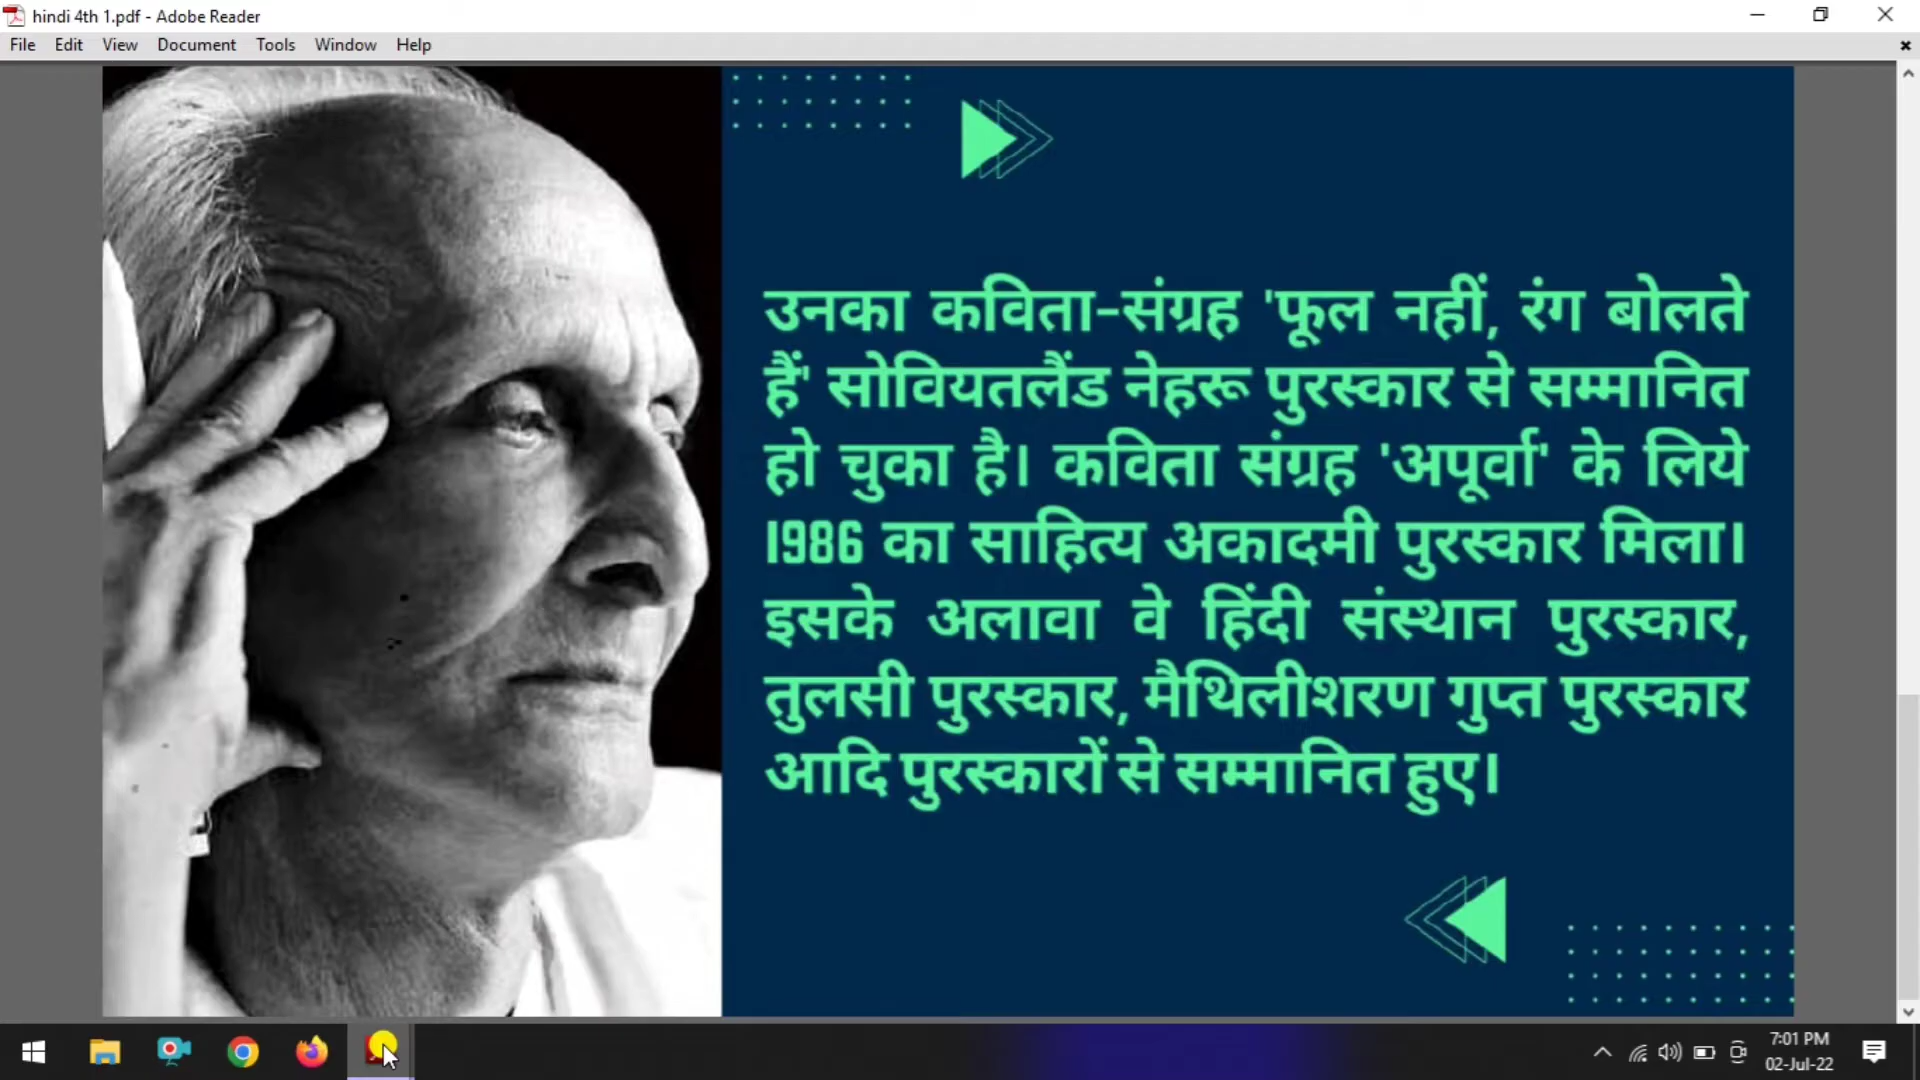 hindi 4th 1.pdf - Adobe Reader
File Edit View Document Tools Window Help
उनका कविता-संग्रह 'फूल नहीं, रंग बोलते
हैं' सोवियतलैंड नेहरू पुरस्कार से सम्मानित
हो चुका है। कविता संग्रह 'अपूर्वा' के लिये
1986 का साहित्य अकादमी पुरस्कार मिला।
इसके अलावा वे हिंदी संस्थान पुरस्कार,
तुलसी पुरस्कार, मैथिलीशरण गुप्त पुरस्कार
आदि पुरस्कारों से सम्मानित हुए।
7:01 PM
02-Jul-22